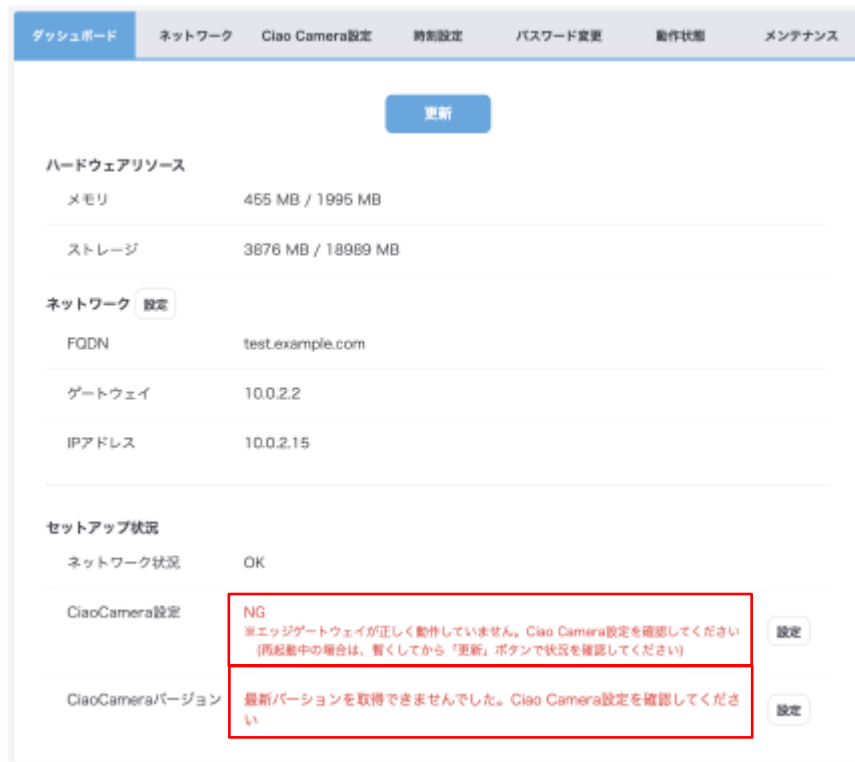 ダッシュボード ネットワーク Ciao Camera設定 時刻設定 パスワード変更 動作状態 メンテナンス
更新
ハードウェアリソース
メモリ 455 MB / 1995 MB
ストレージ 3876 MB / 18989 MB
ネットワーク 設定
FQDN test.example.com
ゲートウェイ 10.0.2.2
IPアドレス 10.0.2.15
セットアップ状況
ネットワーク状況 OK
CiaoCamera設定 NG
※エッジゲートウェイが正しく動作していません。Ciao Camera設定を確認してください 設定
(再起動中の場合は、暫くしてから「更新」ボタンで状況を確認してください)
CiaoCameraバージョン 最新バーションを取得できませんでした。Ciao Camera設定を確認してくださ 設定
い